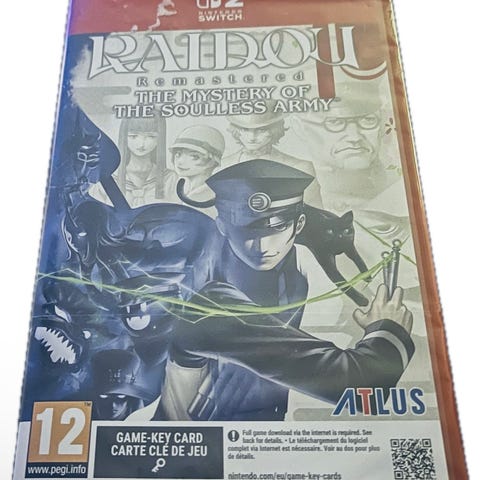 2
NINTENDO
SWITCH
RAIDOU
Remastered
THE MYSTERY OF
THE SOULLESS ARMY™
ATLUS
12
www.pegi.info
GAME-KEY CARD
CARTE CLÉ DE JEU
Full game download via the internet is required. See
back for details. • Le téléchargement du logiciel
complet via Internet est nécessaire. Voir au dos pour plus
de détails.
nintendo.com/eu/game-key-cards